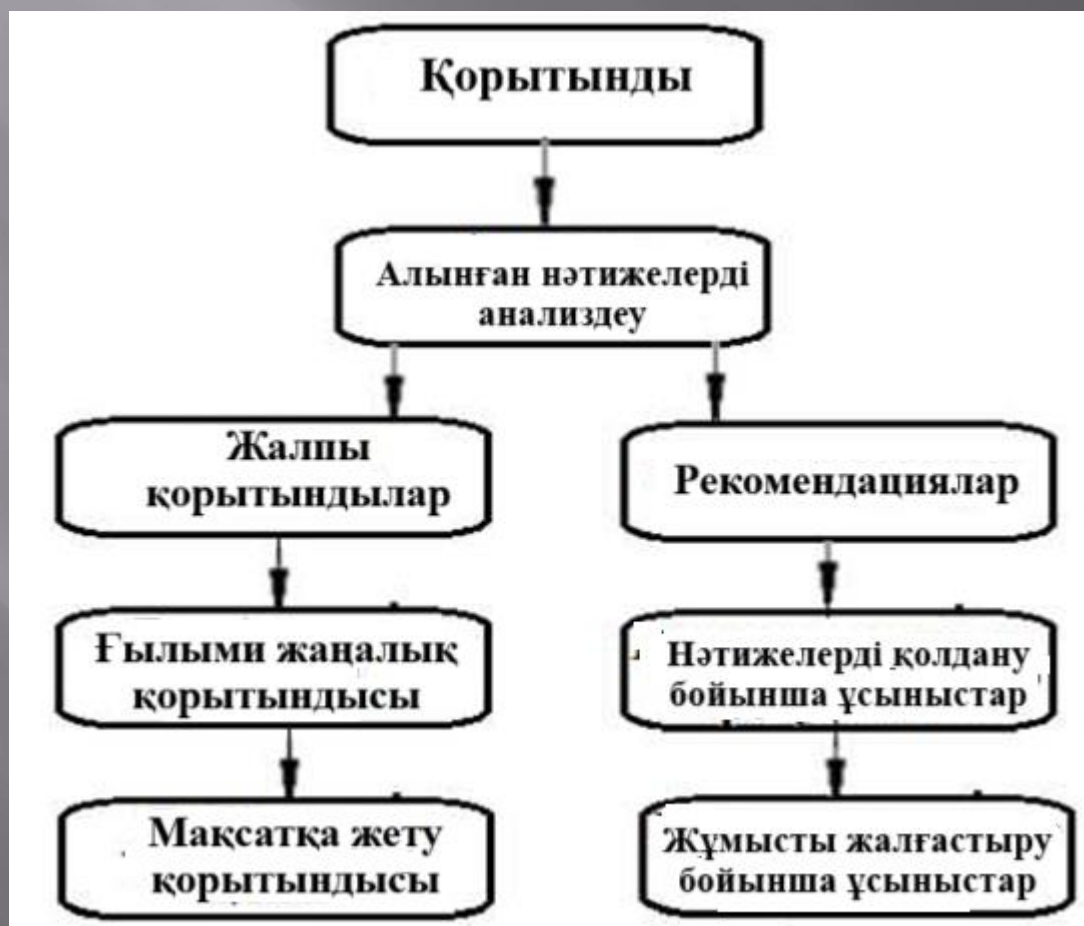 Қорытынды
Алынған нәтижелерді
анализдеу
Жалпы
қорытындылар
Рекомендациялар
Ғылыми жаңалық
қорытындысы
Нәтижелерді қолдану
бойынша ұсыныстар
Мақсатқа жету
қорытындысы
Жұмысты жалғастыру
бойынша ұсыныстар